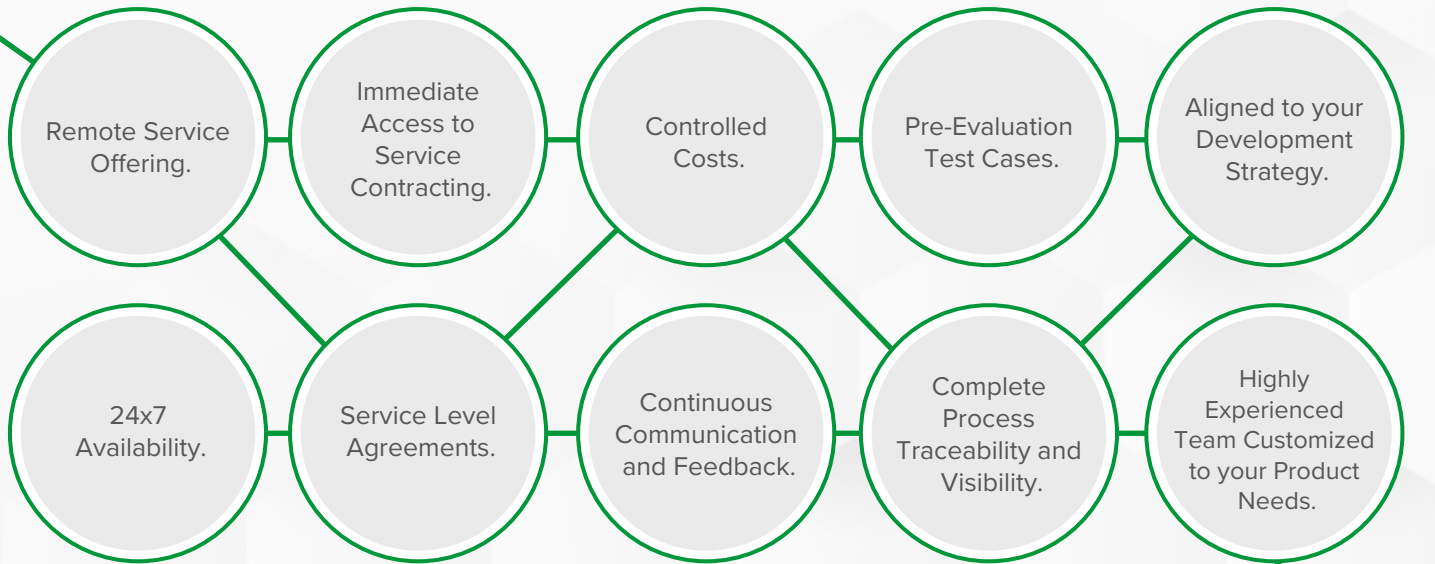 Remote Service
Offering.
Immediate
Access to
Service
Contracting.
Controlled
Costs.
Pre-Evaluation
Test Cases.
Aligned to your
Development
Strategy.
24x7
Availability.
Service Level
Agreements.
Continuous
Communication
and Feedback.
Complete
Process
Traceability and
Visibility.
Highly
Experienced
Team Customized
to your Product
Needs.